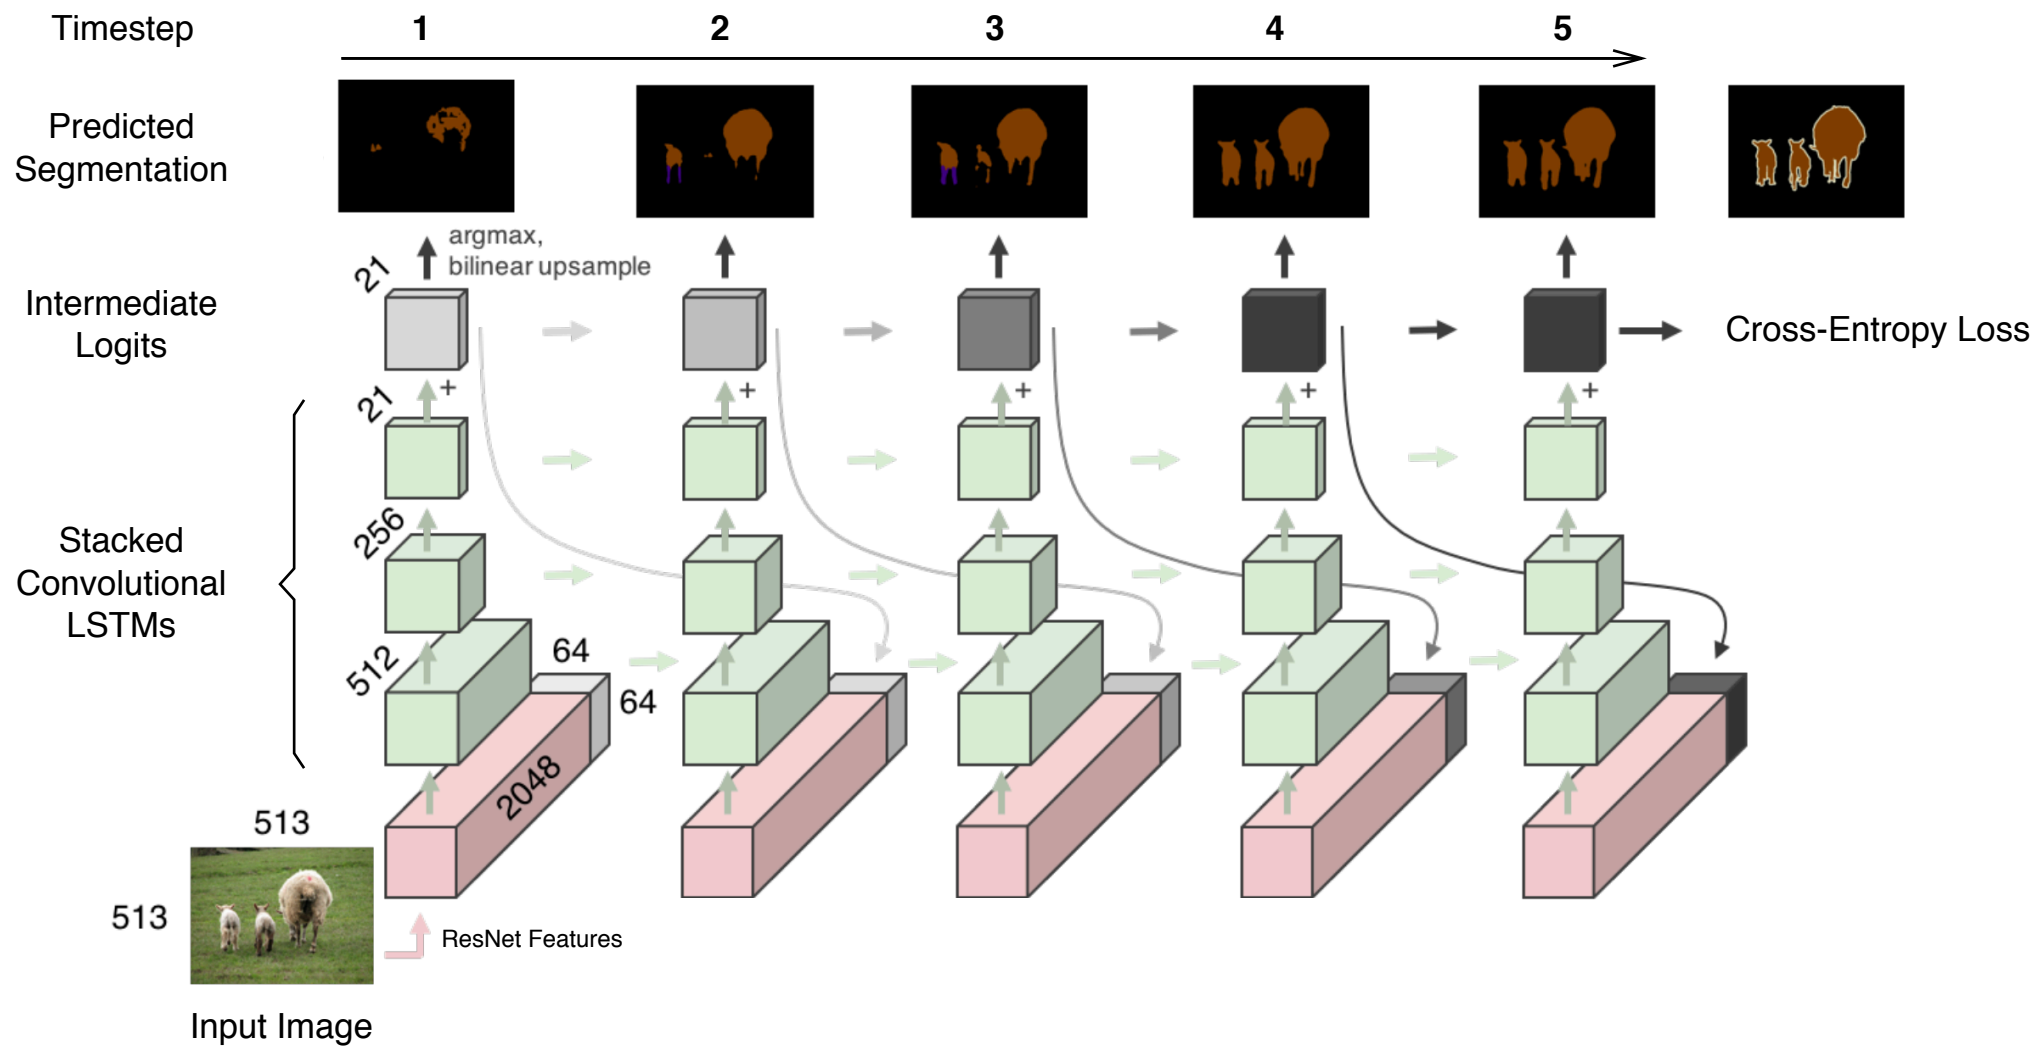 Timestep
1
2
3
4
5
Predicted
Segmentation
argmax,
bilinear upsample
21
Intermediate
Logits
Cross-Entropy Loss
+
+
+
+
+
21
256
Stacked
Convolutional
LSTMs
512
64
64
2048
513
513
ResNet Features
Input Image